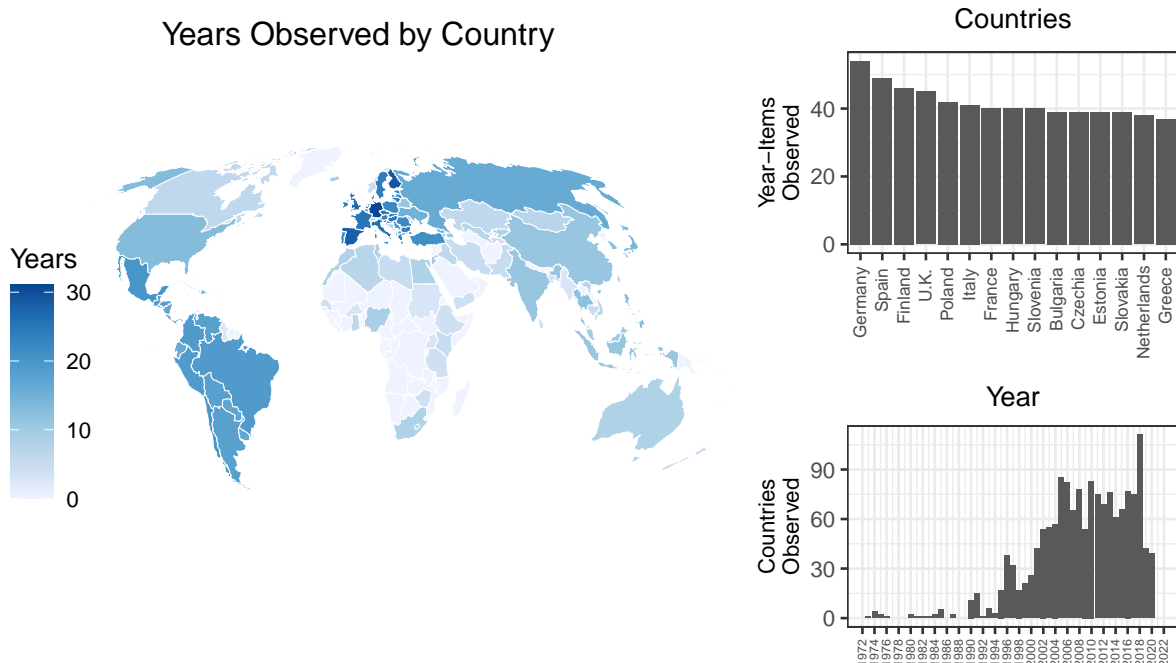 Years Observed by Country
Years
30
20
10
0
Countries
Year−Items
Observed
40
20
0
Germany
Spain
Finland
U.K.
Poland
Italy
France
Hungary
Slovenia
Bulgaria
Czechia
Estonia
Slovakia
Netherlands
Greece
Year
Countries
Observed
90
60
30
0
1972
1974
1976
1978
1980
1982
1984
1986
1988
1990
1992
1994
1996
1998
2000
2002
2004
2006
2008
2010
2012
2014
2016
2018
2020
2022